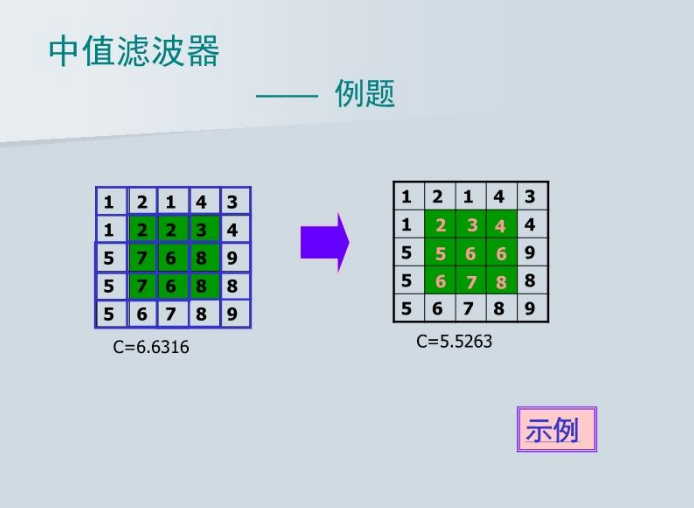 中值滤波器
—— 例题
1 2 1 4 3
1 2 2 3 4
5 7 6 8 9
5 7 6 8 8
5 6 7 8 9
C=6.6316
1 2 1 4 3
1 2 3 4 4
5 5 6 6 9
5 6 7 8 8
5 6 7 8 9
C=5.5263
示例